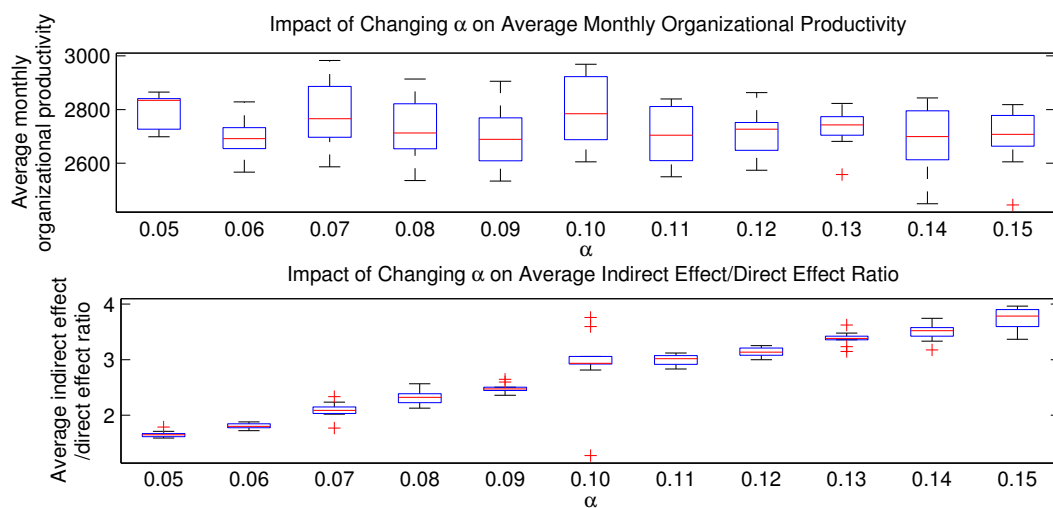 Impact of Changing α on Average Monthly Organizational Productivity
Average monthly
organizational productivity
3000
2800
2600
0.05 0.06 0.07 0.08 0.09 0.10 0.11 0.12 0.13 0.14 0.15
α
Impact of Changing α on Average Indirect Effect/Direct Effect Ratio
Average indirect effect
/direct effect ratio
4
3
2
0.05 0.06 0.07 0.08 0.09 0.10 0.11 0.12 0.13 0.14 0.15
α